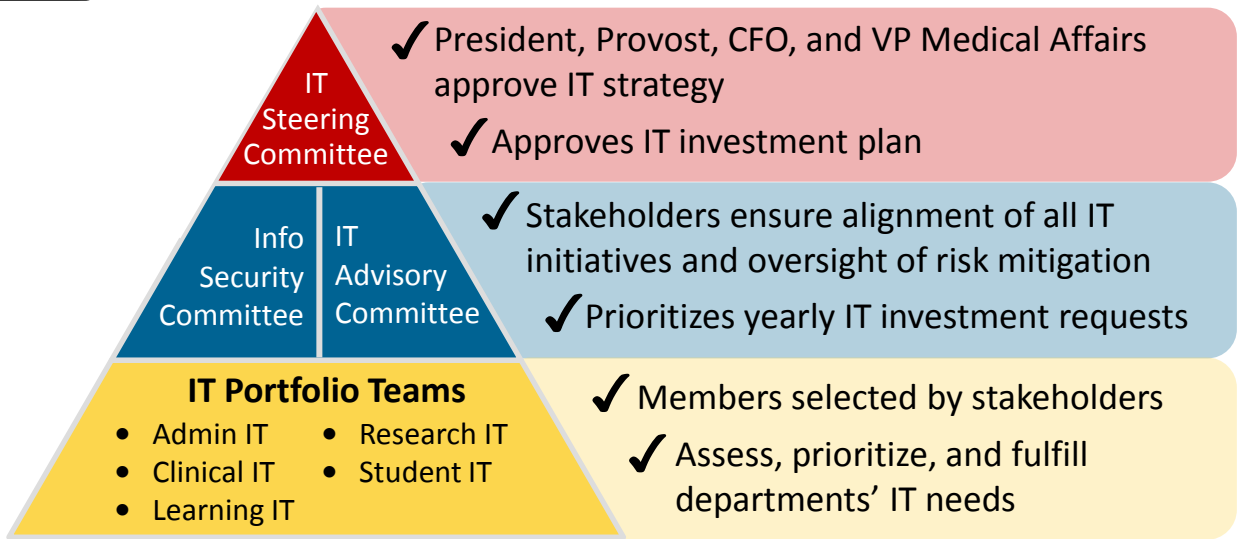 IT
Steering
Committee
✓ President, Provost, CFO, and VP Medical Affairs
approve IT strategy
✓ Approves IT investment plan
Info
Security
Committee
IT
Advisory
Committee
✓ Stakeholders ensure alignment of all IT
initiatives and oversight of risk mitigation
✓ Prioritizes yearly IT investment requests
IT Portfolio Teams
• Admin IT
• Clinical IT
• Learning IT
• Research IT
• Student IT
✓ Members selected by stakeholders
✓ Assess, prioritize, and fulfill
departments’ IT needs